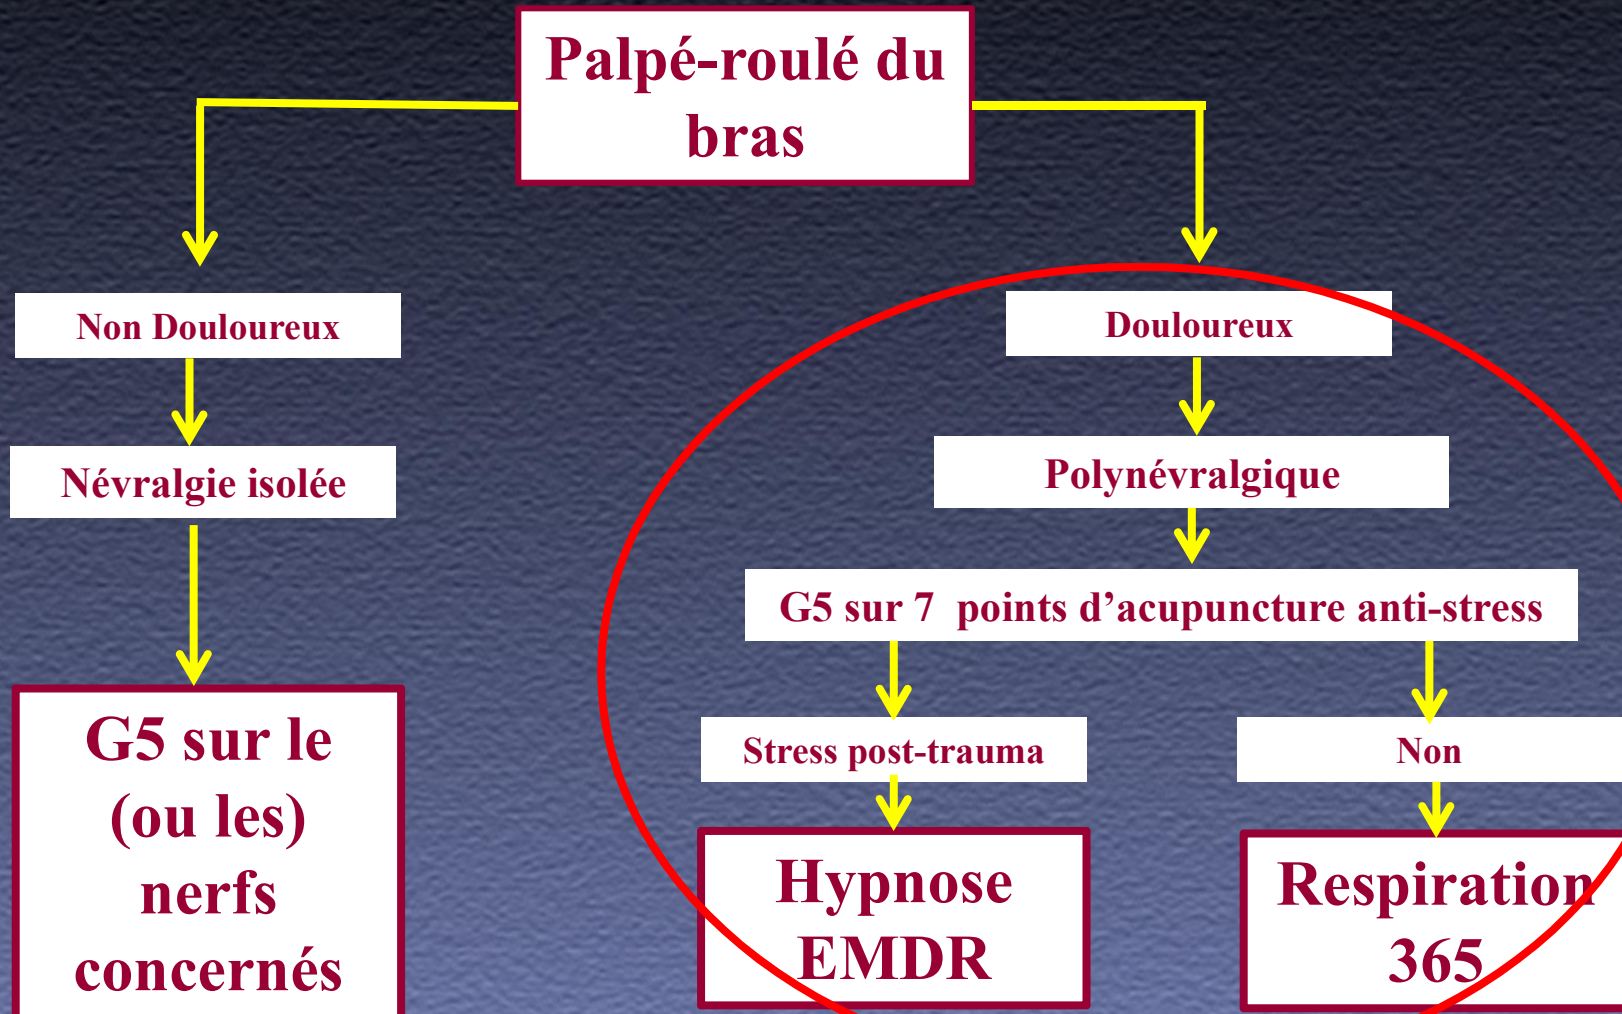 Palpé-roulé du
bras
Non Douloureux
Douloureux
Névralgie isolée
Polynévralgique
G5 sur 7  points d’acupuncture anti-stress
G5 sur le
(ou les)
nerfs
concernés
Stress post-trauma
Non
Hypnose
EMDR
Respiration
365